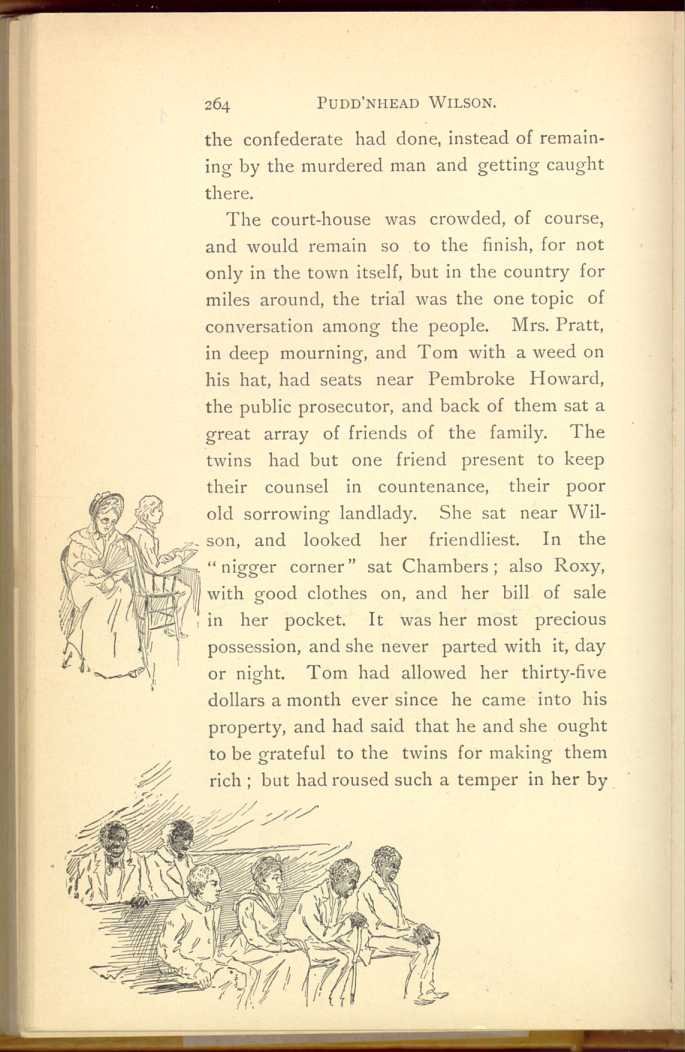 264 PUDD'NHEAD WILSON.
the confederate had done, instead of remain-
ing by the murdered man and getting caught
there.
The court-house was crowded, of course,
and would remain so to the finish, for not
only in the town itself, but in the country for
miles around, the trial was the one topic of
conversation among the people. Mrs. Pratt,
in deep mourning, and Tom with a weed on
his hat, had seats near Pembroke Howard,
the public prosecutor, and back of them sat a
great array of friends of the family. The
twins had but one friend present to keep
their counsel in countenance, their poor
old sorrowing landlady. She sat near Wil-
son, and looked her friendliest. In the
“nigger corner” sat Chambers; also Roxy,
with good clothes on, and her bill of sale
in her pocket. It was her most precious
possession, and she never parted with it, day
or night. Tom had allowed her thirty-five
dollars a month ever since he came into his
property, and had said that he and she ought
to be grateful to the twins for making them
rich; but had roused such a temper in her by